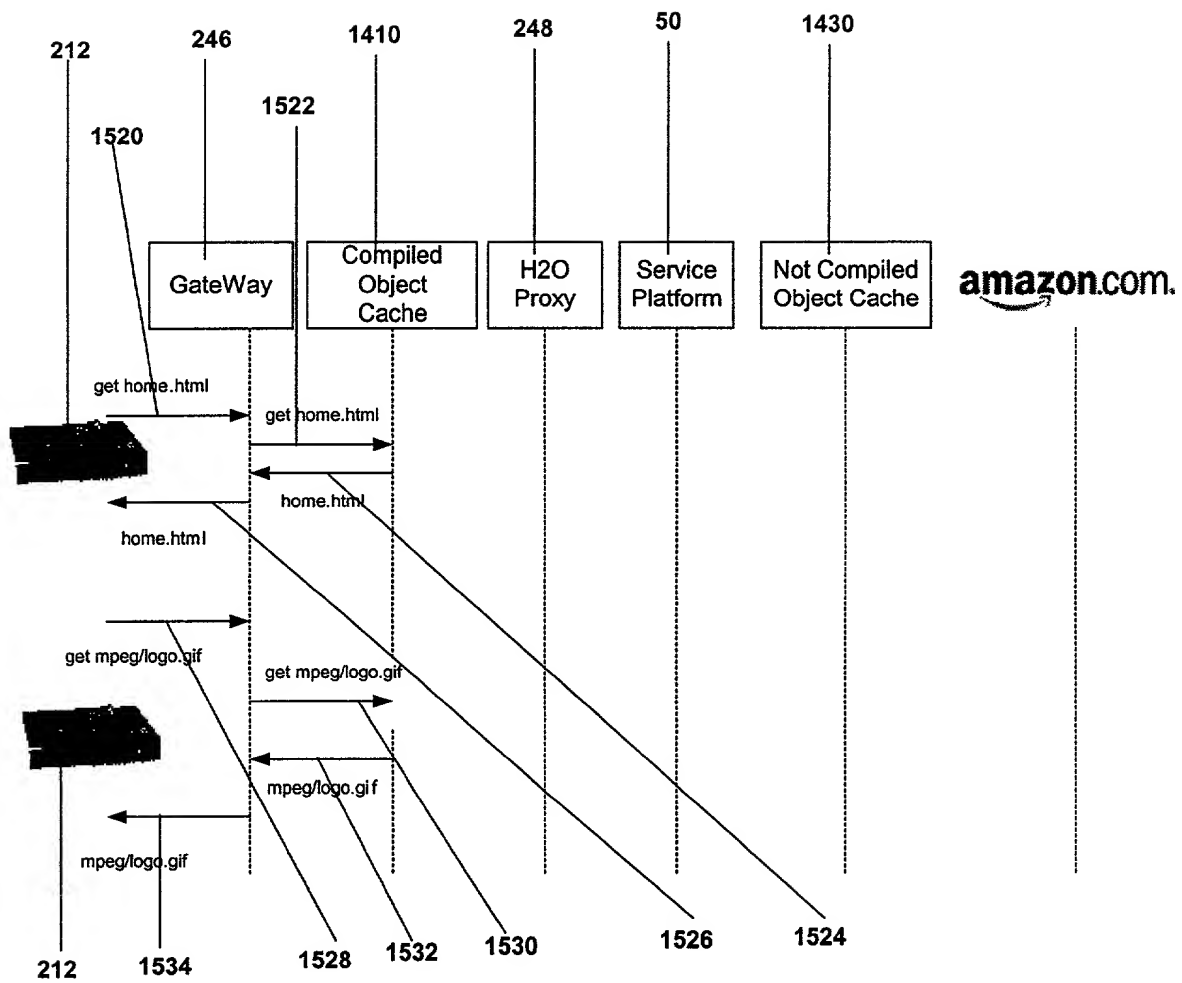 212
246
1410
248
50
1430
1522
1520
GateWay
Compiled
Object
Cache
H2O
Proxy
Service
Platform
Not Compiled
Object Cache
amazon.com.
get home.html
get home.html
home.html
home.html
get mpeg/logo.gif
get mpeg/logo.gif
mpeg/logo.gif
mpeg/logo.gif
212
1534
1528
1532
1530
1526
1524